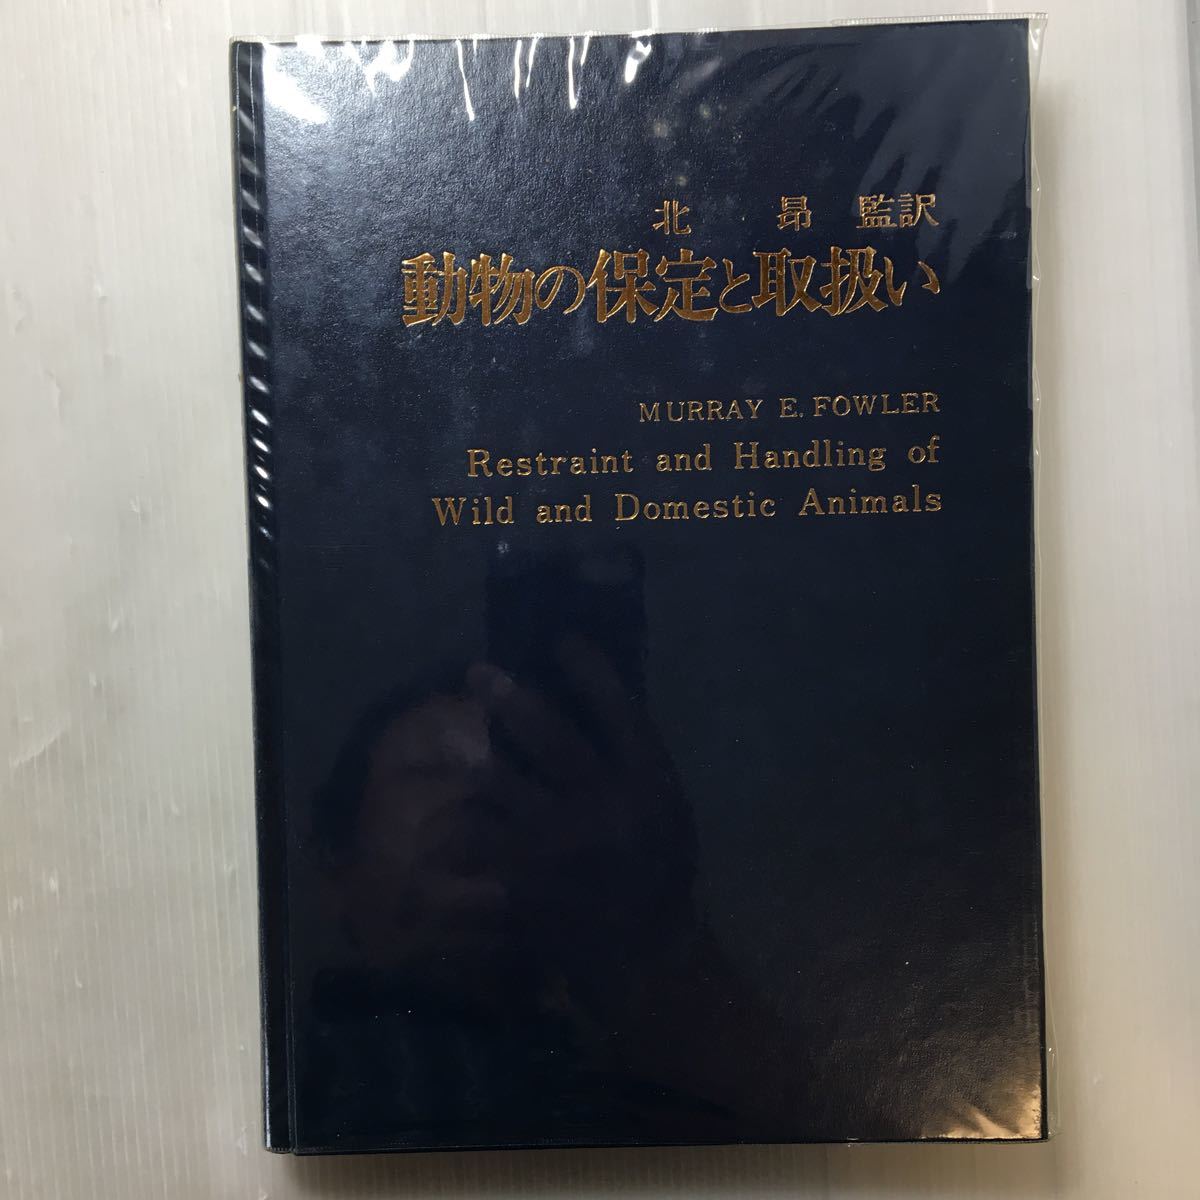 北 昂 監訳
動物の保定と取扱い
MURRAY E. FOWLER
Restraint and Handling of
Wild and Domestic Animals